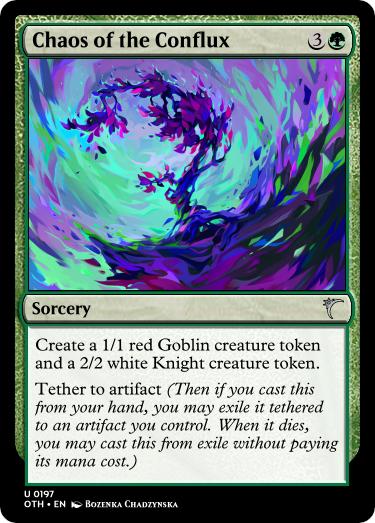 Chaos of the Conflux 3
Sorcery
Create a 1/1 red Goblin creature token
and a 2/2 white Knight creature token.
Tether to artifact (Then if you cast this
from your hand, you may exile it tethered
to an artifact you control. When it dies,
you may cast this from exile without paying
its mana cost.)
U 0197
OTH • EN Bozenka Chadzynska